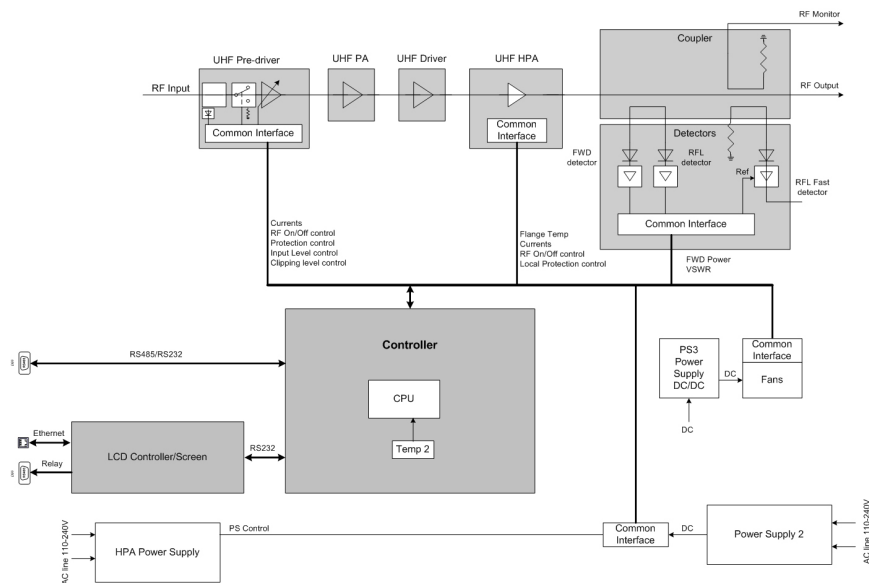 RF Monitor
Coupler
UHF Pre-driver
UHF PA
UHF Driver
UHF HPA
RF Input
RF Output
Common Interface
Common
Interface
Detectors
FWD
detector
RFL
detector
Ref
RFL Fast
detector
Common Interface
Currents
RF On/Off control
Protection control
Input Level control
Clipping level control
Flange Temp
Currents
RF On/Off control
Local Protection control
FWD Power
VSWR
Controller
RS485/RS232
CPU
Temp 2
PS3
Power
Supply
DC/DC
DC
Common
Interface
Fans
DC
Ethernet
Relay
LCD Controller/Screen
RS232
AC line 110-240V
HPA Power Supply
PS Control
Common
Interface
DC
Power Supply 2
AC line 110-240V